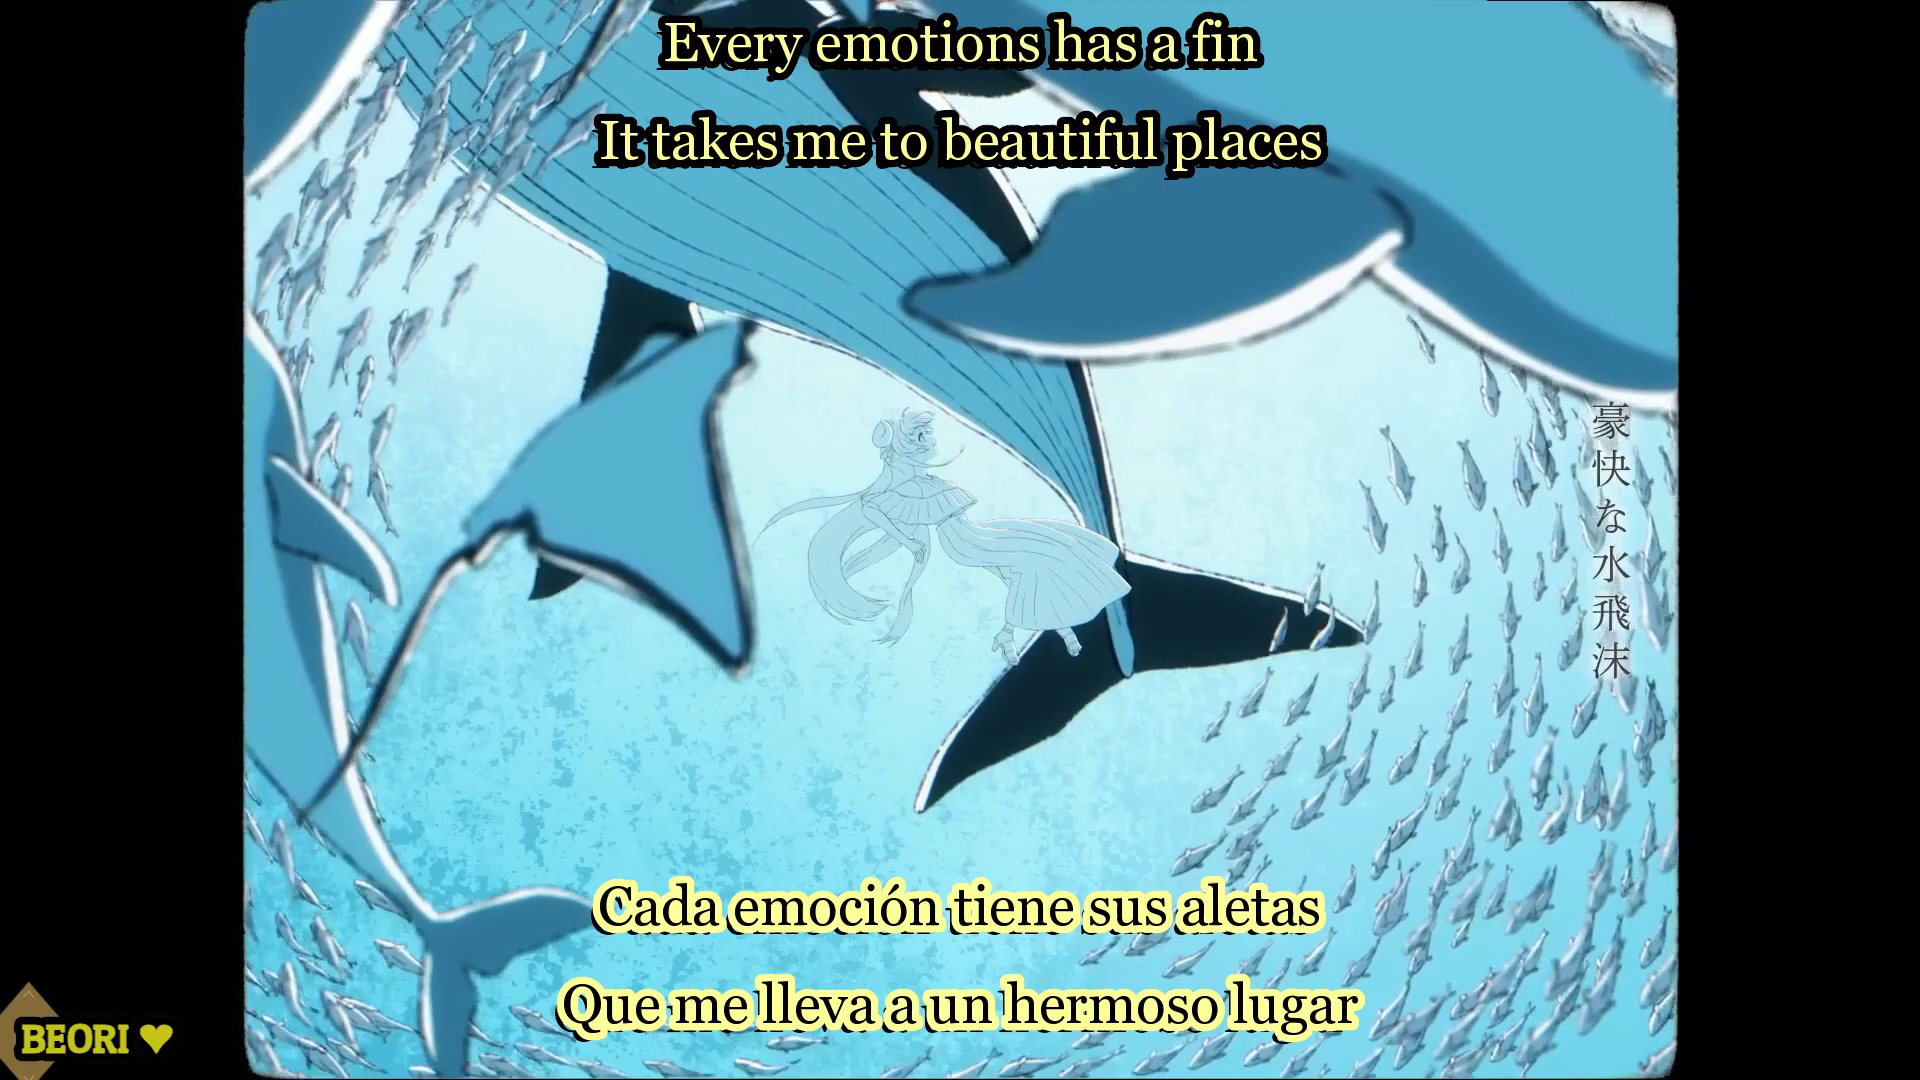 Every emotions has a fin
It takes me to beautiful places
豪快な水飛沫
Cada emoción tiene sus aletas
Que me lleva a un hermoso lugar
BEORI ♥